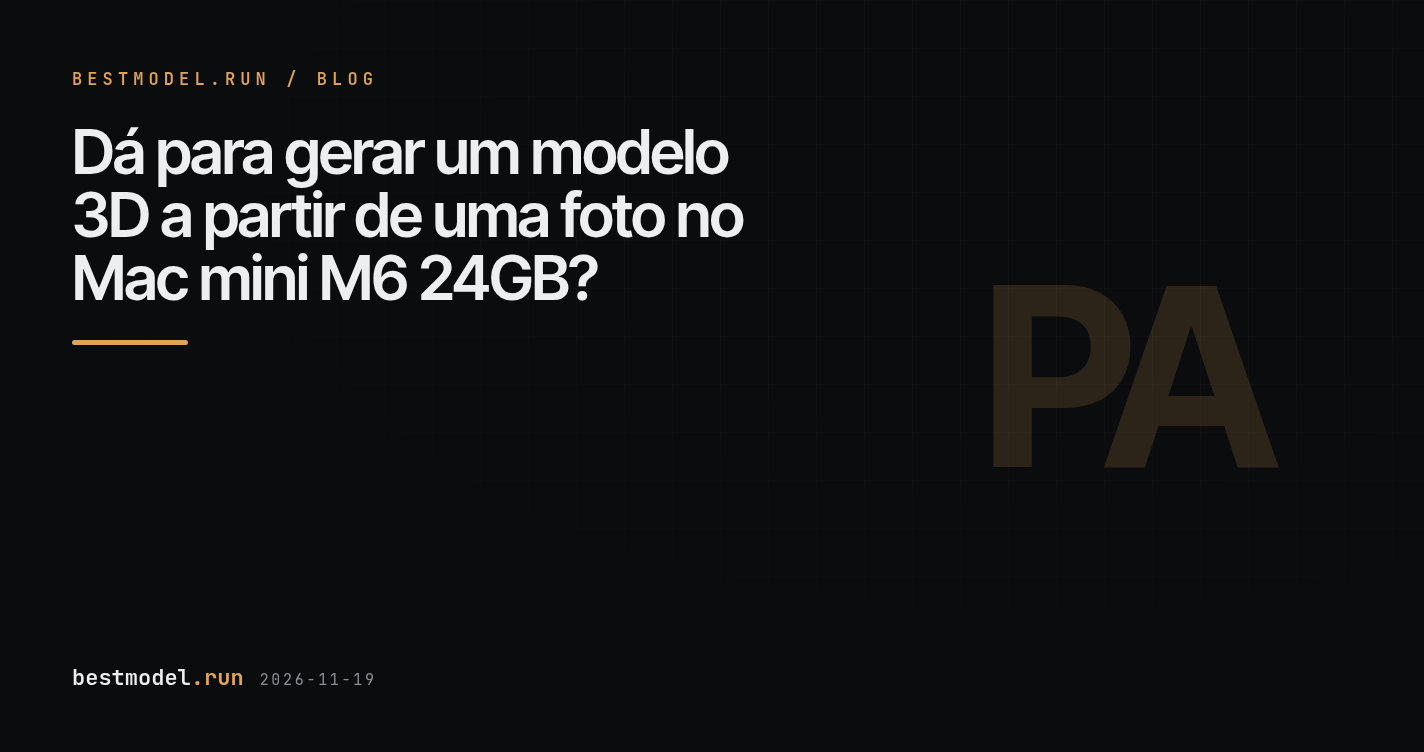 BESTMODEL.RUN / BLOG
Dá para gerar um modelo
3D a partir de uma foto no
Mac mini M6 24GB?
PA
bestmodel.run 2026-11-19